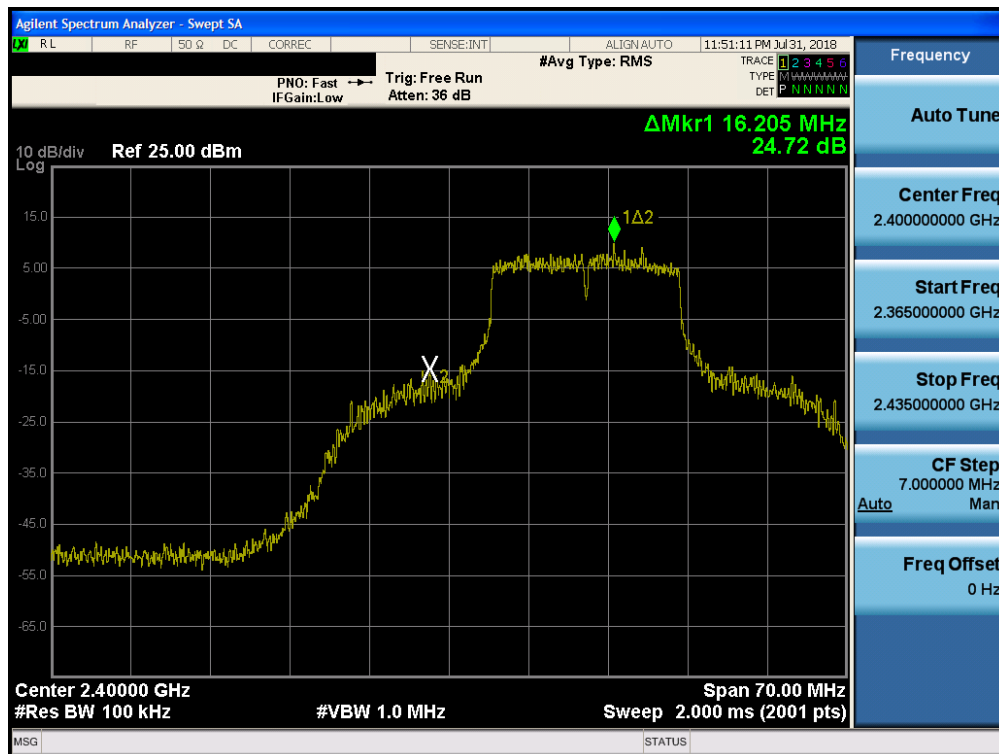 Agilent Spectrum Analyzer - Swept SA
LXI RL RF 50 Ω DC CORREC SENSE:INT ALIGN AUTO 11:51:11 PM Jul 31, 2018
PNO: Fast
IFGain:Low
Trig: Free Run
Atten: 36 dB
#Avg Type: RMS
TRACE 1 2 3 4 5 6
TYPE M WWWWW
DET P N N N N N
ΔMkr1 16.205 MHz
24.72 dB
10 dB/div Ref 25.00 dBm
Log
15.0
5.00
-5.00
-15.0
-25.0
-35.0
-45.0
-55.0
-65.0
1Δ2
X2
Center 2.40000 GHz Span 70.00 MHz
#Res BW 100 kHz #VBW 1.0 MHz Sweep 2.000 ms (2001 pts)
MSG STATUS
Frequency
Auto Tune
Center Freq
2.400000000 GHz
Start Freq
2.365000000 GHz
Stop Freq
2.435000000 GHz
CF Step
7.000000 MHz
Auto Man
Freq Offset
0 Hz